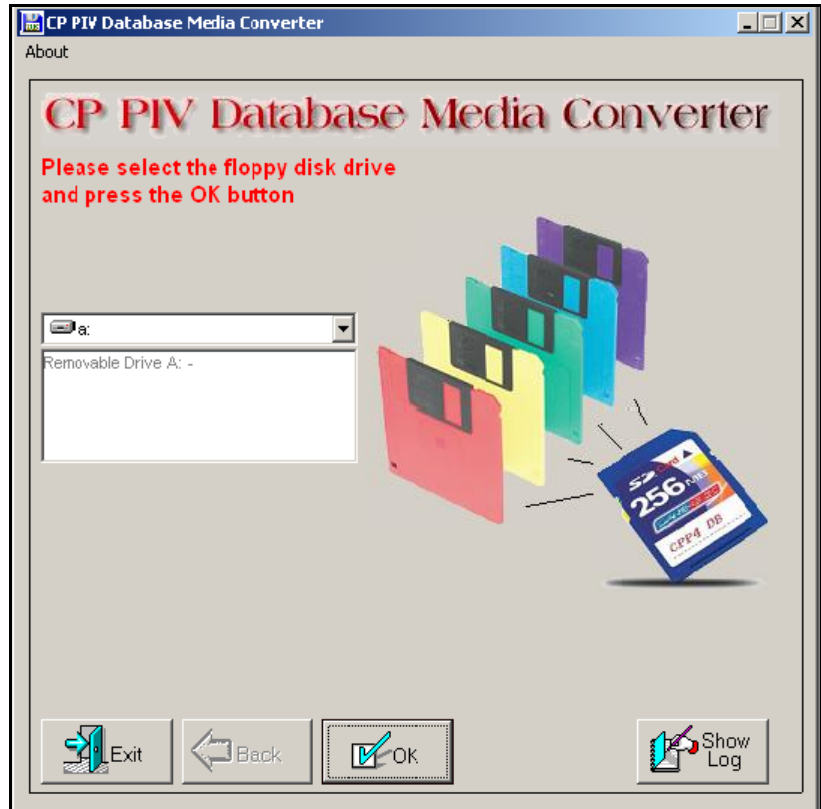 CP PIV Database Media Converter
About
CP PIV Database Media Converter
Please select the floppy disk drive
and press the OK button
a:
Removable Drive A: -
SD Card
256 MB
CPP4 DB
Exit
Back
OK
Show
Log